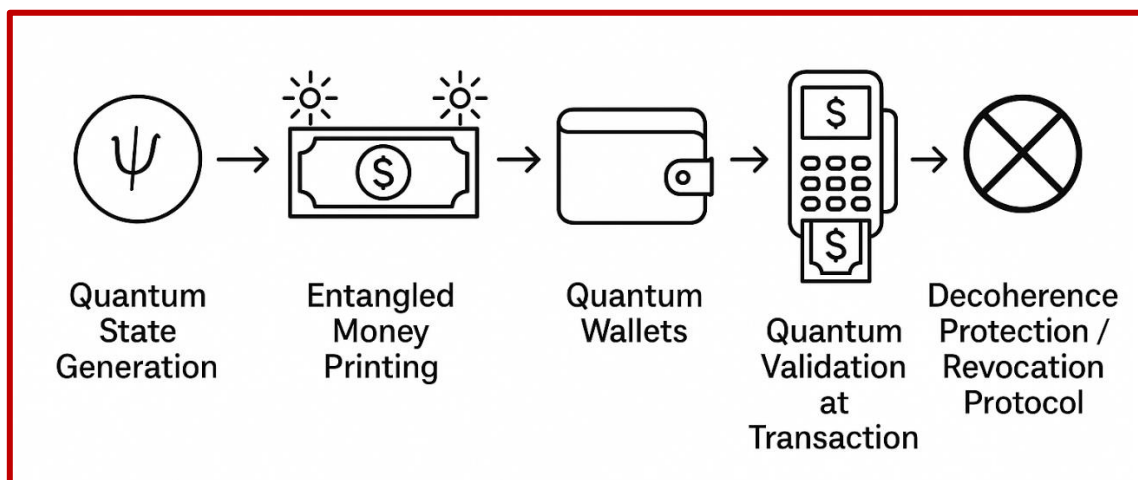 ψ
$
$
$
Quantum
State
Generation
Entangled
Money
Printing
Quantum
Wallets
Quantum
Validation
at
Transaction
Decoherence
Protection /
Revocation
Protocol